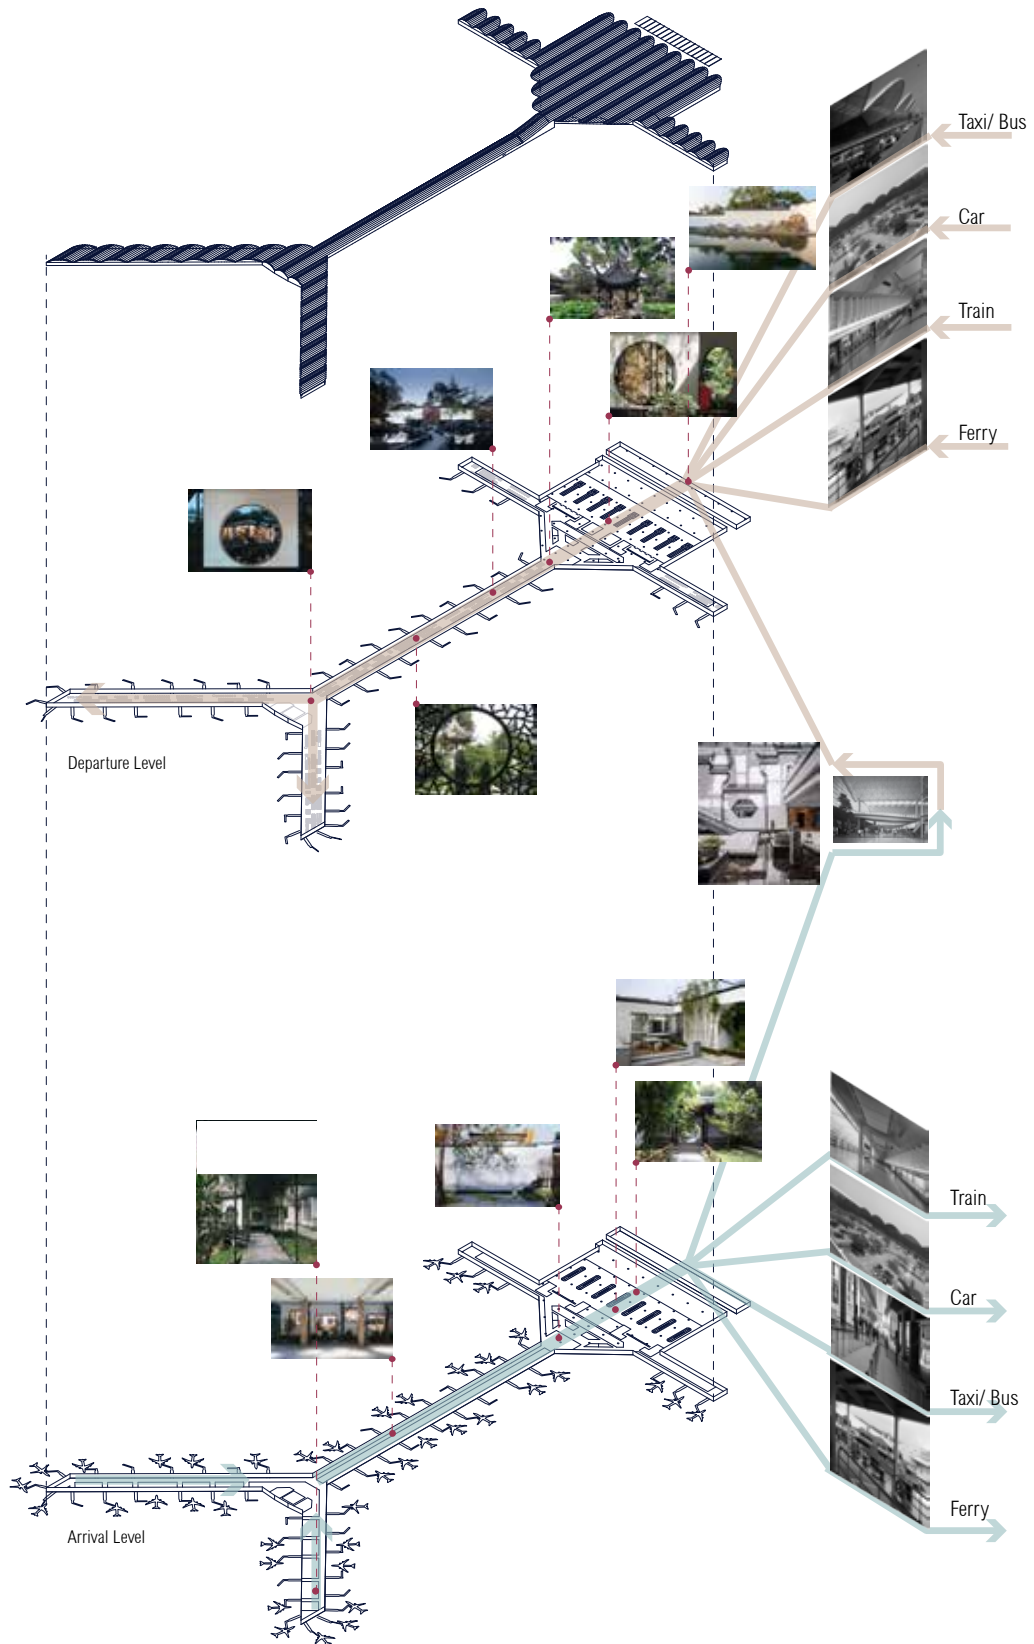 Taxi/ Bus
Car
Train
Ferry
Departure Level
Train
Car
Taxi/ Bus
Ferry
Arrival Level